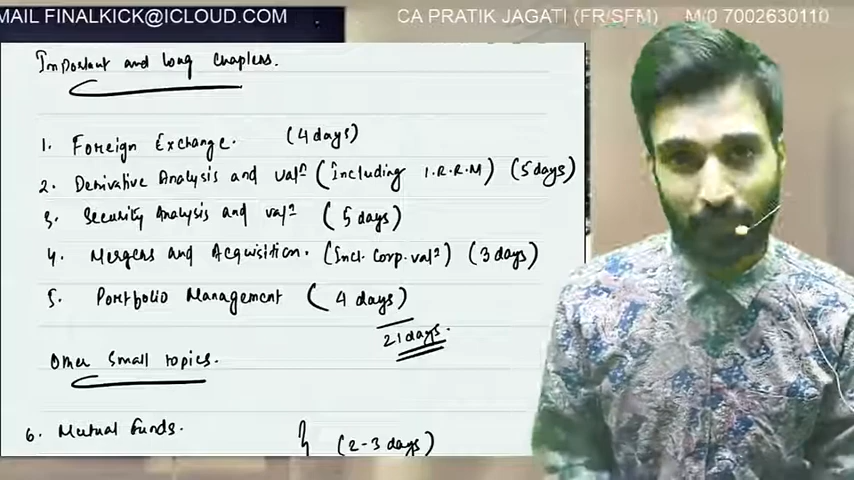 MAIL FINALKICK@ICLOUD.COM
CA PRATIK JAGATI (FR/SFM) M/0 7002630110
Important and long Chapters.
1. Foreign Exchange. (4 days)
2. Derivative Analysis and valⁿ (Including I.R.R.M) (5 days)
3. Security Analysis and valⁿ (5 days)
4. Mergers and Acquisition. (Incl. Corp. valⁿ) (3 days)
5. Portfolio Management (4 days)
21 days.
Other Small topics.
6. Mutual Funds. (2-3 days)